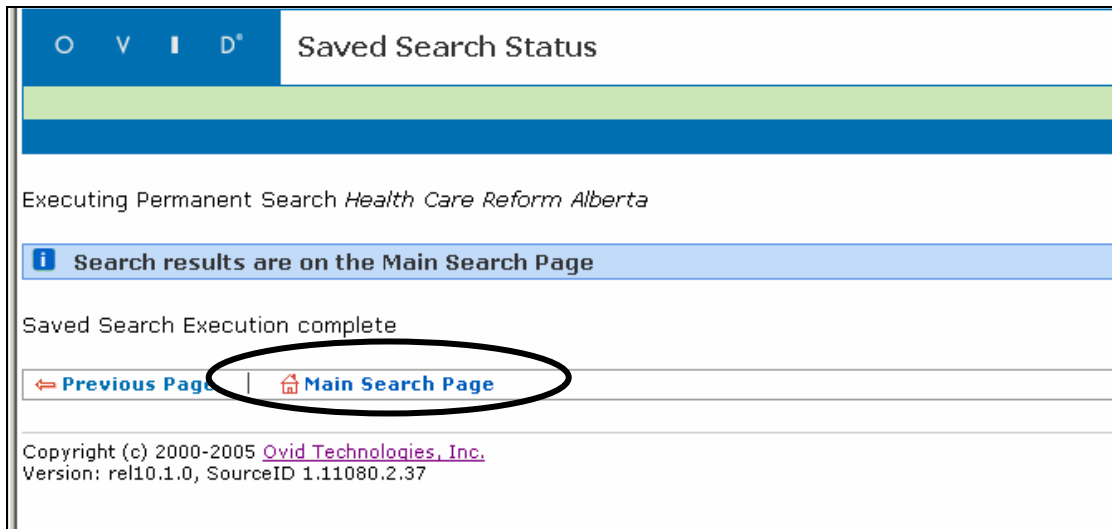 O V I D® Saved Search Status
Executing Permanent Search Health Care Reform Alberta
i Search results are on the Main Search Page
Saved Search Execution complete
⇦ Previous Page | Main Search Page
Copyright (c) 2000-2005 Ovid Technologies, Inc.
Version: rel10.1.0, SourceID 1.11080.2.37